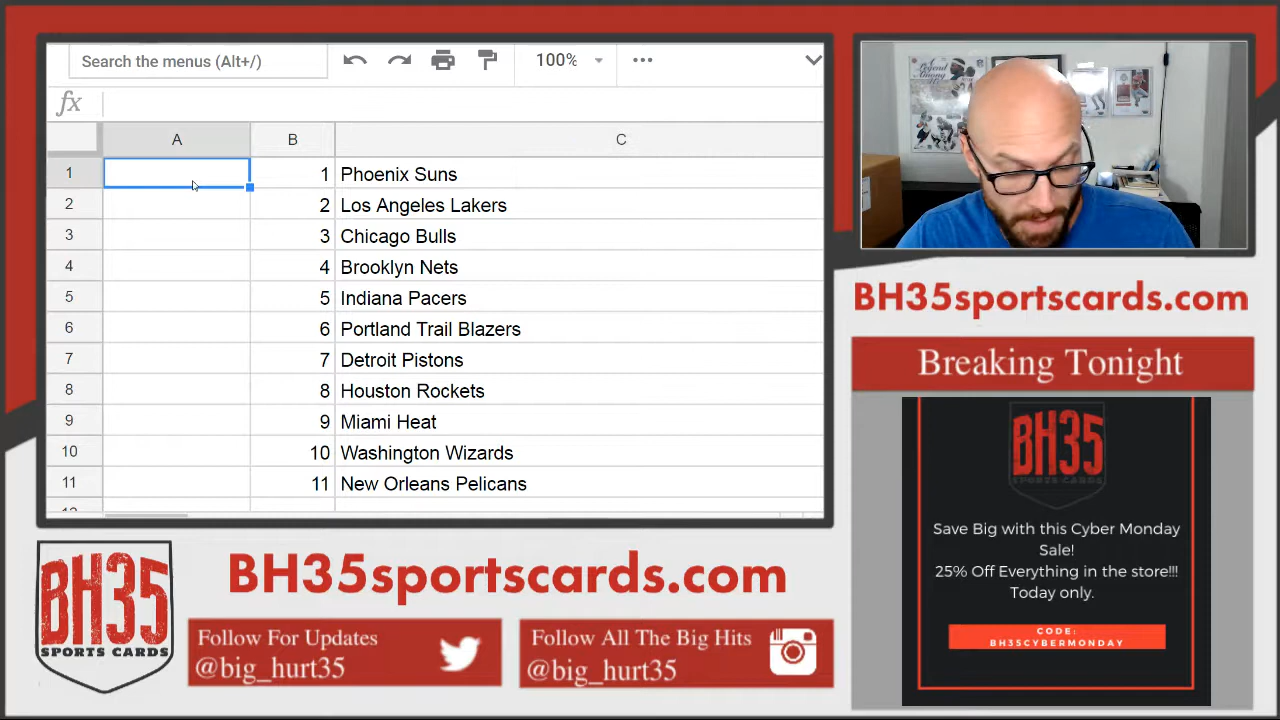 Search the menus (Alt+/)
100%
fx
A B C
1 1 Phoenix Suns
2 2 Los Angeles Lakers
3 3 Chicago Bulls
4 4 Brooklyn Nets
5 5 Indiana Pacers
6 6 Portland Trail Blazers
7 7 Detroit Pistons
8 8 Houston Rockets
9 9 Miami Heat
10 10 Washington Wizards
11 11 New Orleans Pelicans
BH35sportscards.com
Breaking Tonight
BH35
SPORTS CARDS
Save Big with this Cyber Monday
Sale!
25% Off Everything in the store!!!
Today only.
CODE:
BH35CYBERMONDAY
BH35
SPORTS CARDS
BH35sportscards.com
Follow For Updates
@big_hurt35
Follow All The Big Hits
@big_hurt35